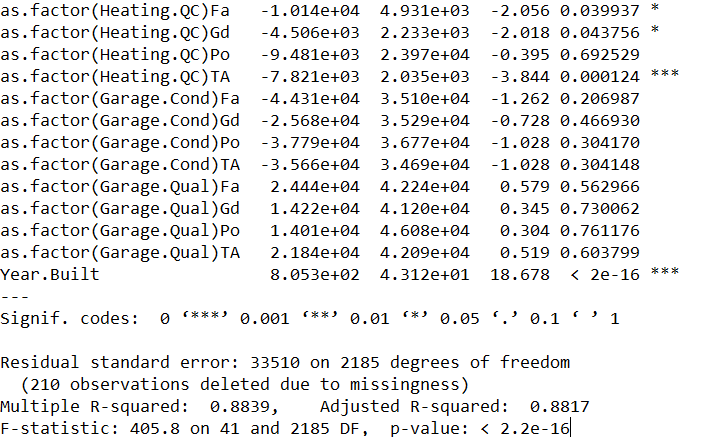 as.factor(Heating.QC)Fa -1.014e+04 4.931e+03 -2.056 0.039937 *
as.factor(Heating.QC)Gd -4.506e+03 2.233e+03 -2.018 0.043756 *
as.factor(Heating.QC)Po -9.481e+03 2.397e+04 -0.395 0.692529
as.factor(Heating.QC)TA -7.821e+03 2.035e+03 -3.844 0.000124 ***
as.factor(Garage.Cond)Fa -4.431e+04 3.510e+04 -1.262 0.206987
as.factor(Garage.Cond)Gd -2.568e+04 3.529e+04 -0.728 0.466930
as.factor(Garage.Cond)Po -3.779e+04 3.677e+04 -1.028 0.304170
as.factor(Garage.Cond)TA -3.566e+04 3.469e+04 -1.028 0.304148
as.factor(Garage.Qual)Fa 2.444e+04 4.224e+04 0.579 0.562966
as.factor(Garage.Qual)Gd 1.422e+04 4.120e+04 0.345 0.730062
as.factor(Garage.Qual)Po 1.401e+04 4.608e+04 0.304 0.761176
as.factor(Garage.Qual)TA 2.184e+04 4.209e+04 0.519 0.603799
Year.Built 8.053e+02 4.312e+01 18.678 < 2e-16 ***
---
Signif. codes: 0 ‘***’ 0.001 ‘**’ 0.01 ‘*’ 0.05 ‘.’ 0.1 ‘ ’ 1
Residual standard error: 33510 on 2185 degrees of freedom
(210 observations deleted due to missingness)
Multiple R-squared: 0.8839, Adjusted R-squared: 0.8817
F-statistic: 405.8 on 41 and 2185 DF, p-value: < 2.2e-16